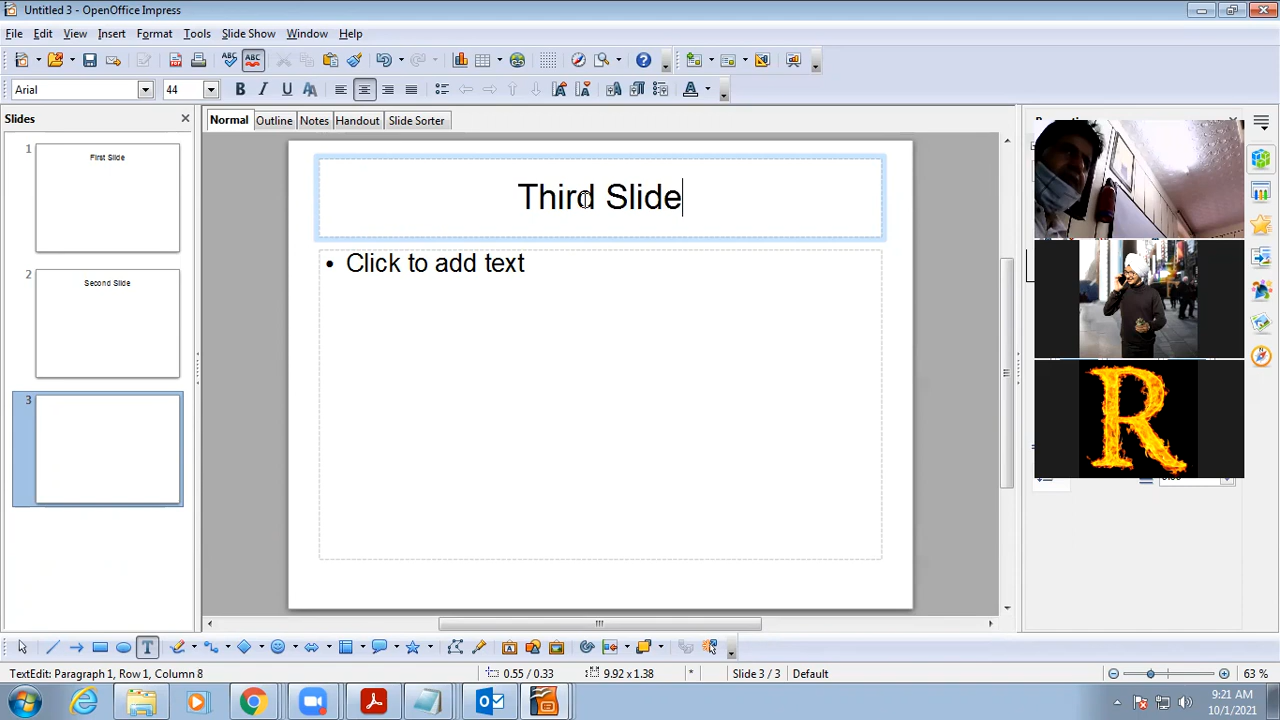 Untitled 3 - OpenOffice Impress
File Edit View Insert Format Tools Slide Show Window Help
Arial 44
Slides
Normal Outline Notes Handout Slide Sorter
1
First Slide
2
Second Slide
3
Third Slide
• Click to add text
R
TextEdit: Paragraph 1, Row 1, Column 8
0.55 / 0.33
9.92 x 1.38
*
Slide 3 / 3
Default
63 %
9:21 AM
10/1/2021